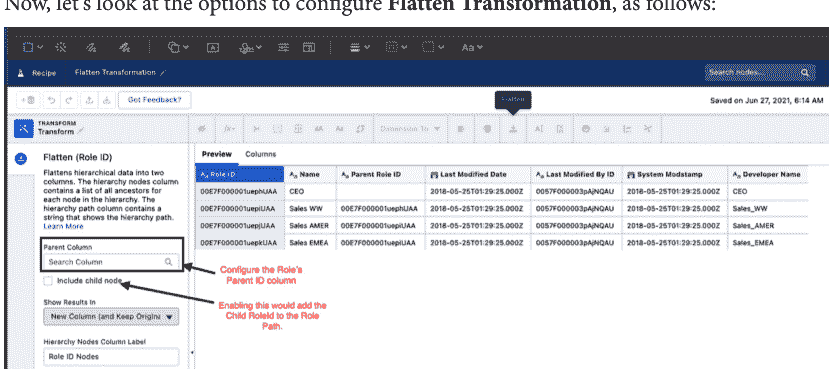 Now, let's look at the options to configure Flatten Transformation, as follows:
Aa
Recipe Flatten Transformation
Search nodes...
Got Feedback?
Flatten
Saved on Jun 27, 2021, 6:14 AM
TRANSFORM
Transform
Dimension To
Flatten (Role ID)
Flattens hierarchical data into two
columns. The hierarchy nodes column
contains a list of all ancestors for
each node in the hierarchy. The
hierarchy path column contains a
string that shows the hierarchy path.
Learn More
Parent Column
Search Column
Include child node
Show Results In
New Column (and Keep Origina
Hierarchy Nodes Column Label
Role ID Nodes
Preview Columns
Role ID Name Parent Role ID Last Modified Date Last Modified By ID System Modstamp Developer Name
00E7F000001uephUAA CEO 2018-05-25T01:29:25.000Z 0057F000003pAjNQAU 2018-05-25T01:29:25.000Z CEO
00E7F000001uepiUAA Sales WW 00E7F000001uephUAA 2018-05-25T01:29:25.000Z 0057F000003pAjNQAU 2018-05-25T01:29:25.000Z Sales_WW
00E7F000001uepjUAA Sales AMER 00E7F000001uepiUAA 2018-05-25T01:29:25.000Z 0057F000003pAjNQAU 2018-05-25T01:29:25.000Z Sales_AMER
00E7F000001uepkUAA Sales EMEA 00E7F000001uepiUAA 2018-05-25T01:29:25.000Z 0057F000003pAjNQAU 2018-05-25T01:29:25.000Z Sales_EMEA
Configure the Role's
Parent ID column
Enabling this would add the
Child RoleId to the Role
Path.